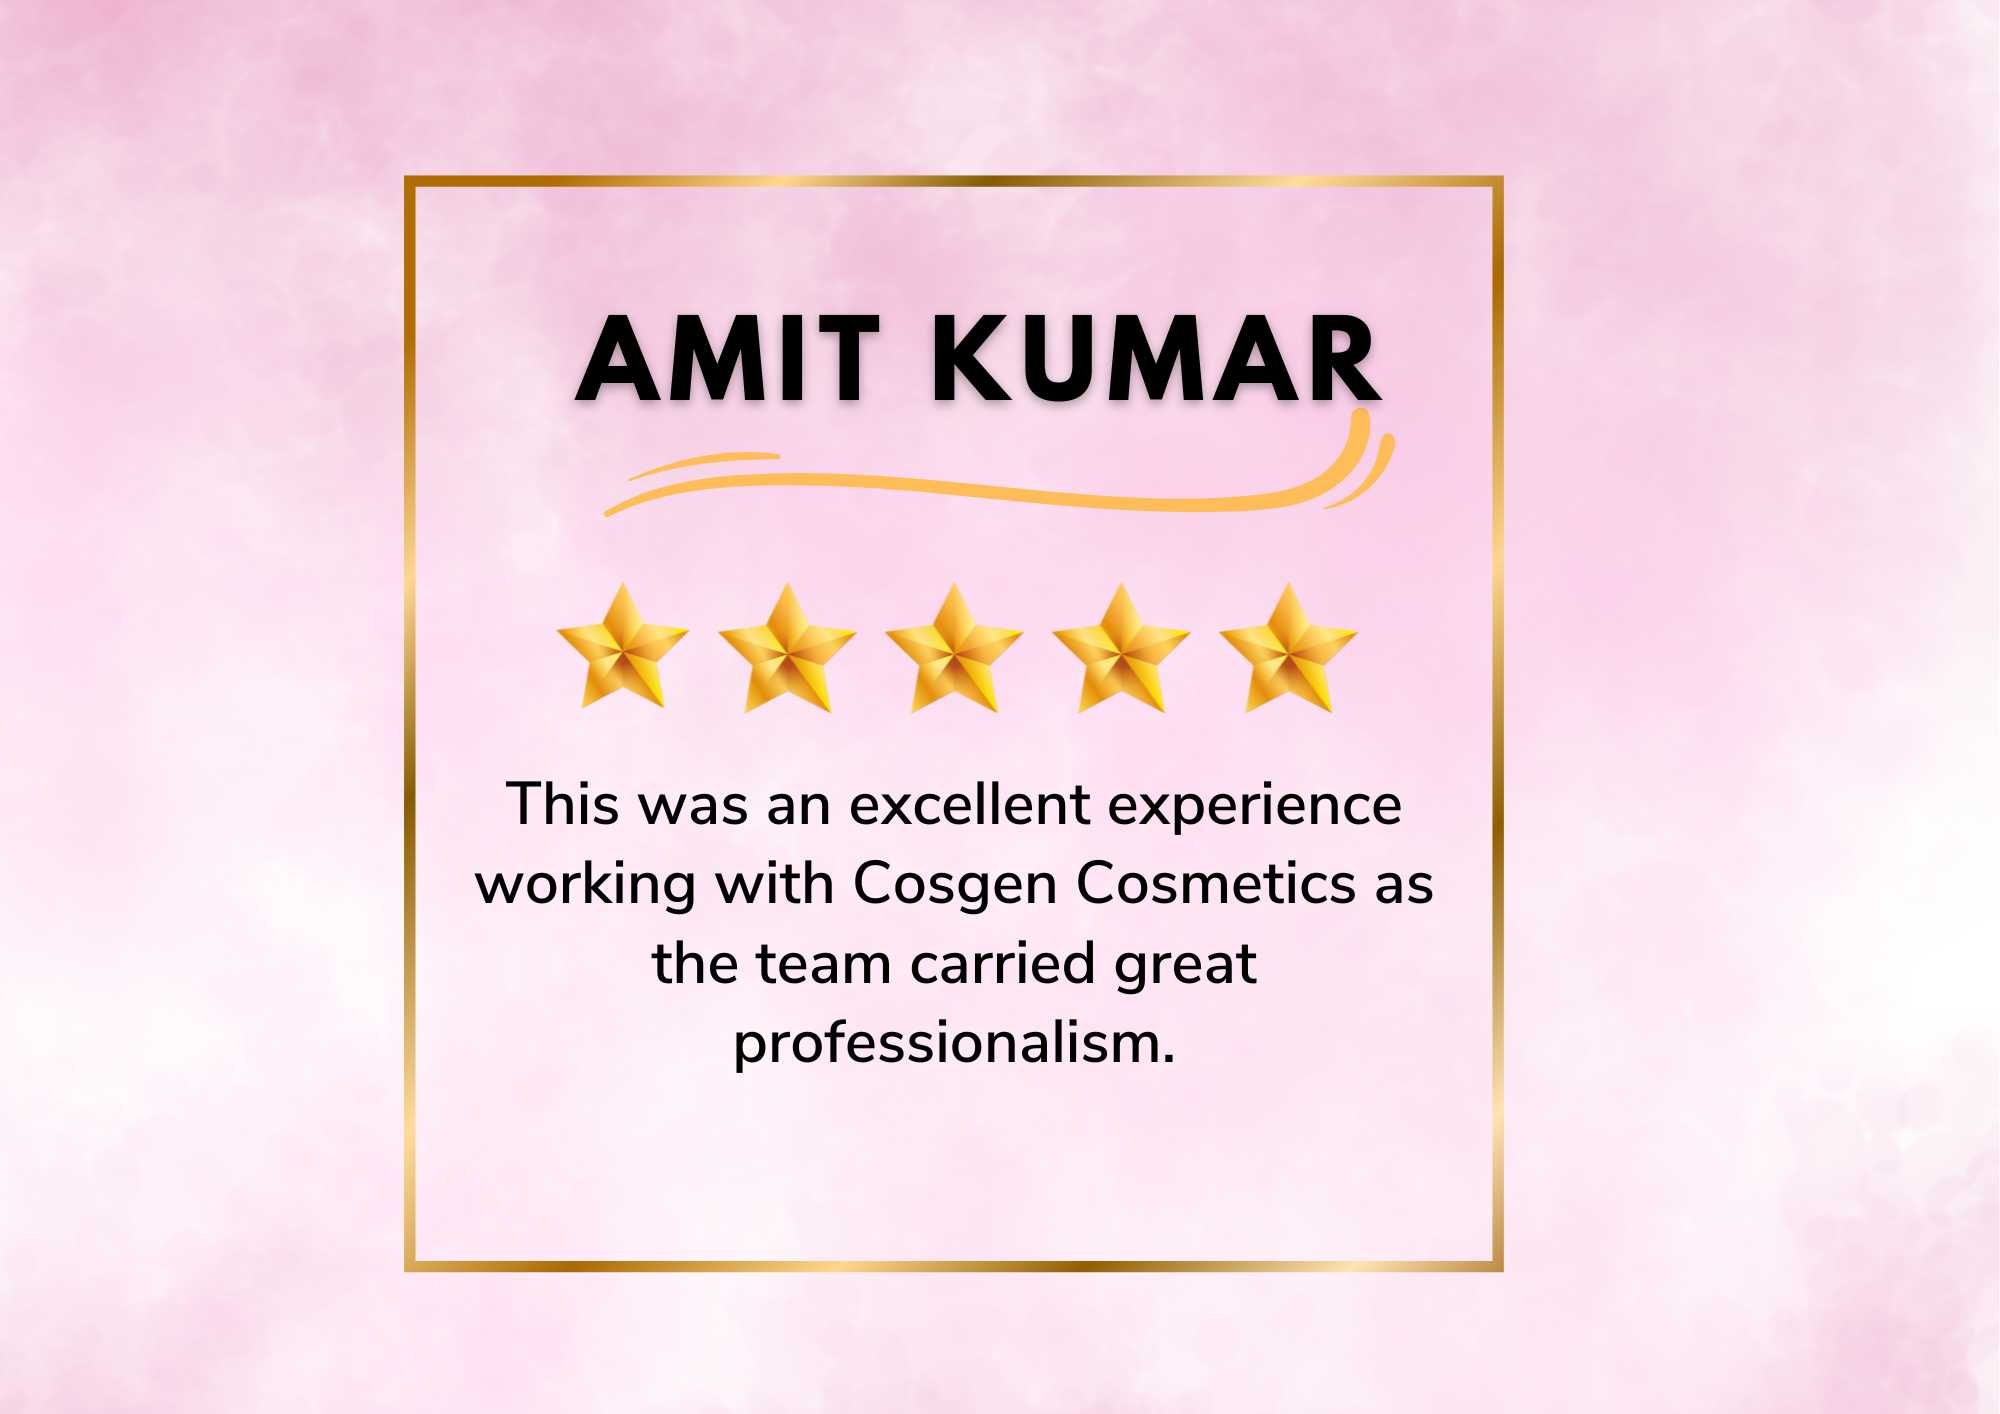 AMIT KUMAR
This was an excellent experience
working with Cosgen Cosmetics as
the team carried great
professionalism.